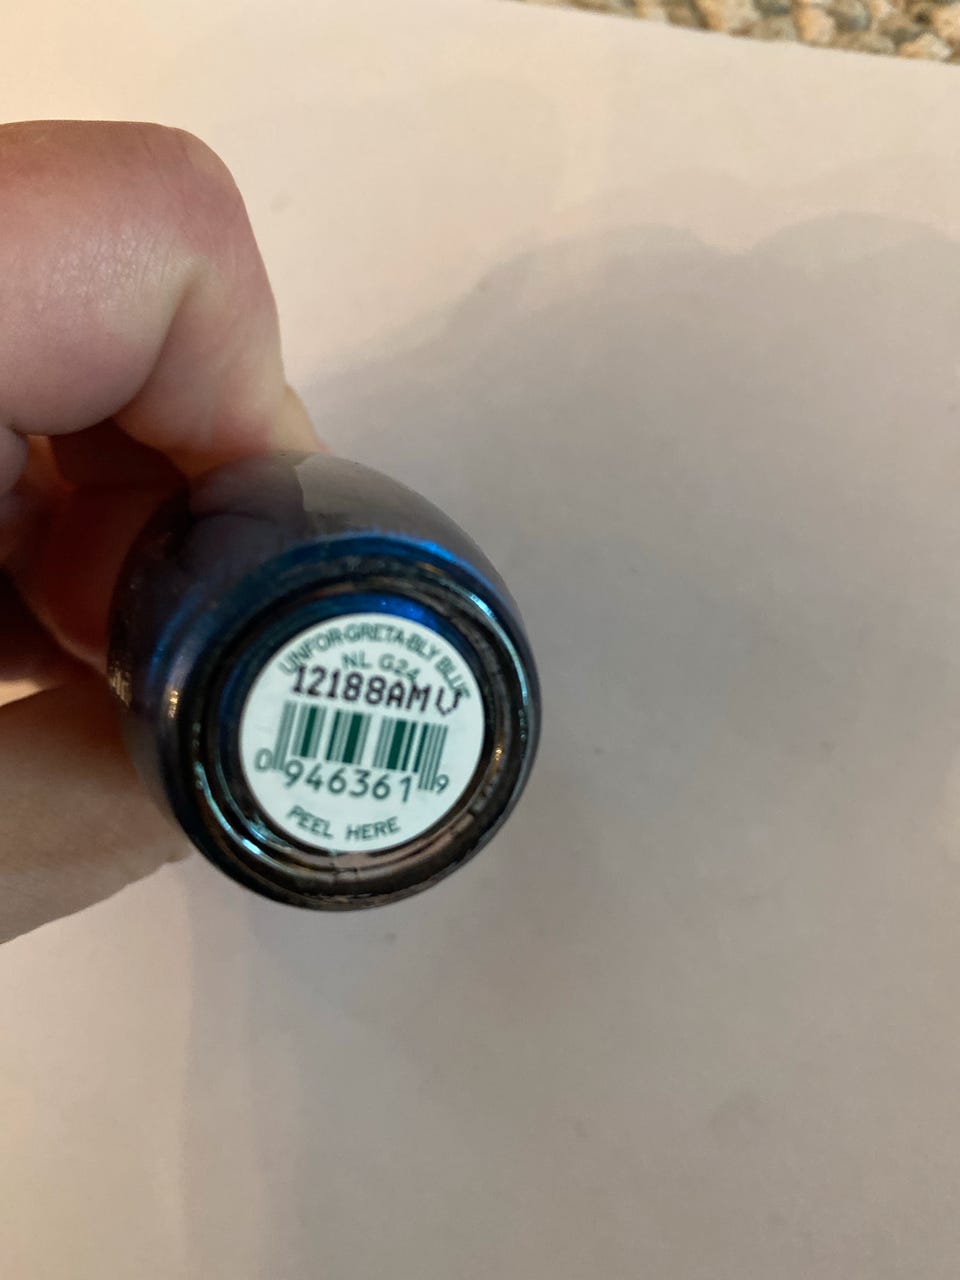 UNFOR-GRETA-BLY BLUE
NL G24
12188AM
0 946361 9
PEEL HERE